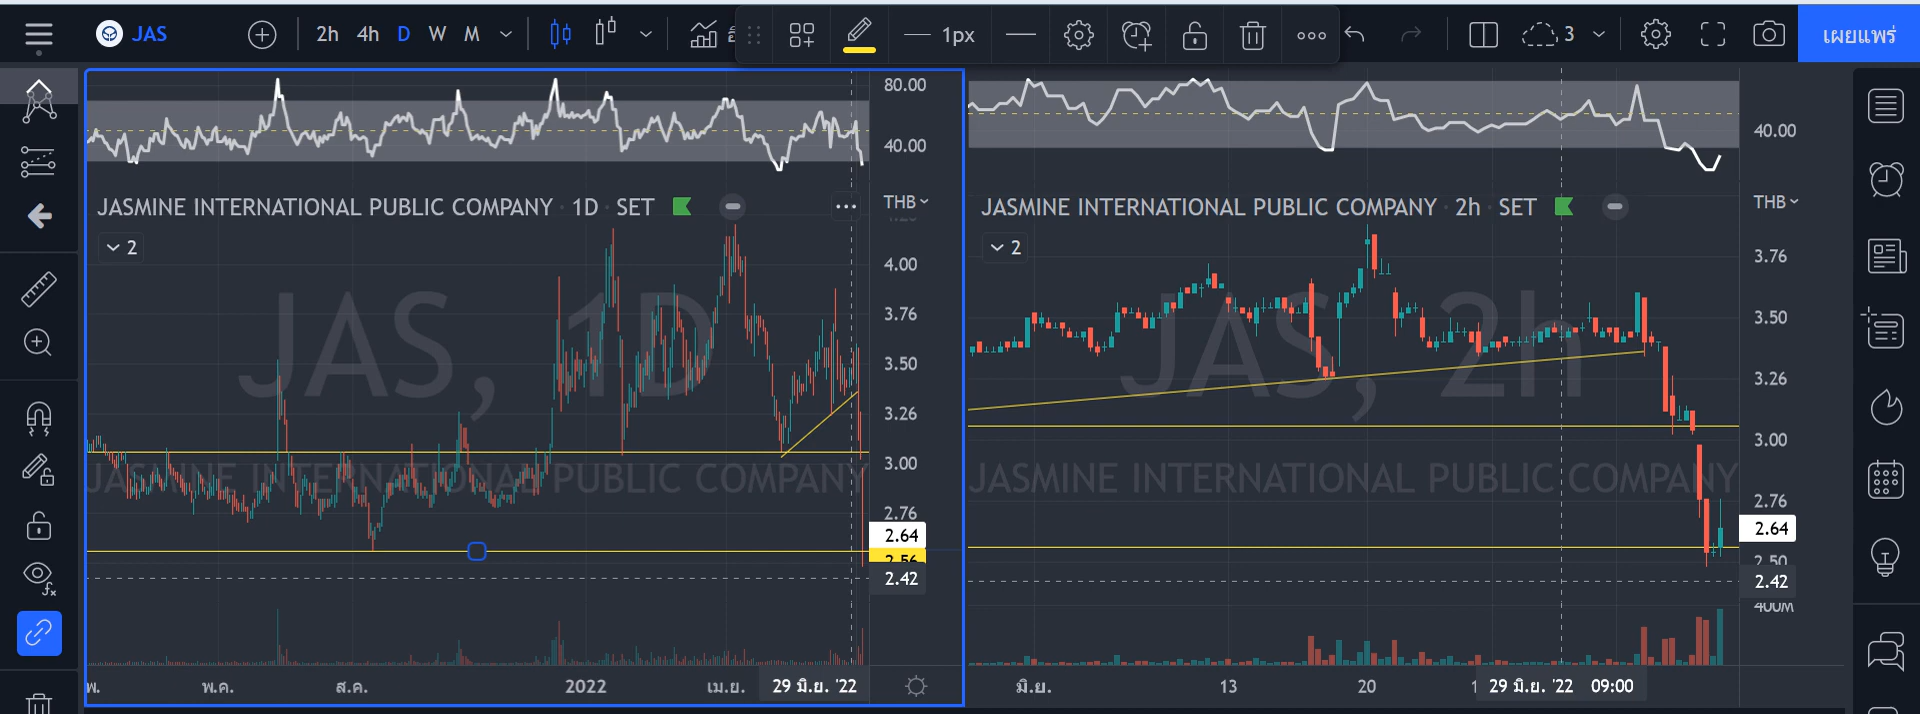 JAS 2h 4h D W M 1px 3 เผยแพร่
80.00
40.00
JASMINE INTERNATIONAL PUBLIC COMPANY · 1D · SET THB
2
4.00
3.76
3.50
3.26
3.00
2.76
2.64
2.56
2.42
JAS, 1D
JASMINE INTERNATIONAL PUBLIC COMPANY
พ.ค. ส.ค. 2022 เม.ย. 29 มิ.ย. '22
40.00
JASMINE INTERNATIONAL PUBLIC COMPANY · 2h · SET THB
2
3.76
3.50
3.26
3.00
2.76
2.64
2.50
2.42
400M
JAS, 2h
JASMINE INTERNATIONAL PUBLIC COMPANY
มิ.ย. 13 20 29 มิ.ย. '22 09:00